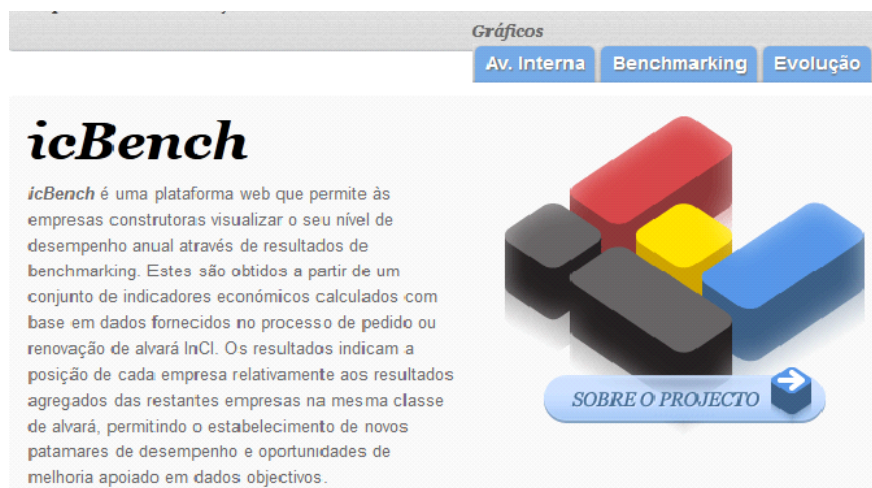 Gráficos
Av. Interna
Benchmarking
Evolução
icBench
icBench é uma plataforma web que permite às
empresas construtoras visualizar o seu nível de
desempenho anual através de resultados de
benchmarking. Estes são obtidos a partir de um
conjunto de indicadores económicos calculados com
base em dados fornecidos no processo de pedido ou
renovação de alvará InCI. Os resultados indicam a
posição de cada empresa relativamente aos resultados
agregados das restantes empresas na mesma classe
de alvará, permitindo o estabelecimento de novos
patamares de desempenho e oportunidades de
melhoria apoiado em dados objectivos.
SOBRE O PROJECTO